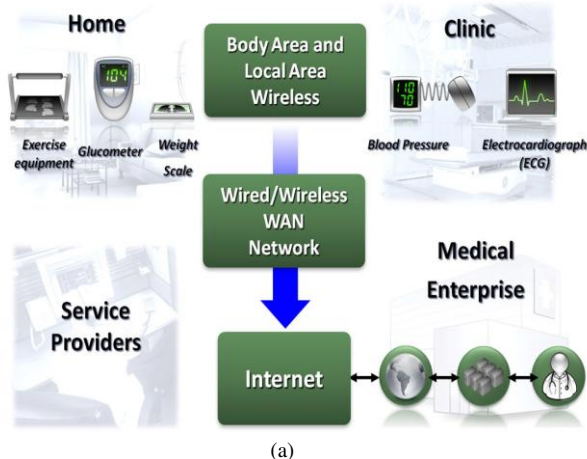 Home
Exercise
equipment
104
Glucometer
Weight
Scale
Body Area and
Local Area
Wireless
Clinic
110
70
Blood Pressure
Electrocardiograph
(ECG)
Wired/Wireless
WAN
Network
Service
Providers
Medical
Enterprise
Internet
(a)